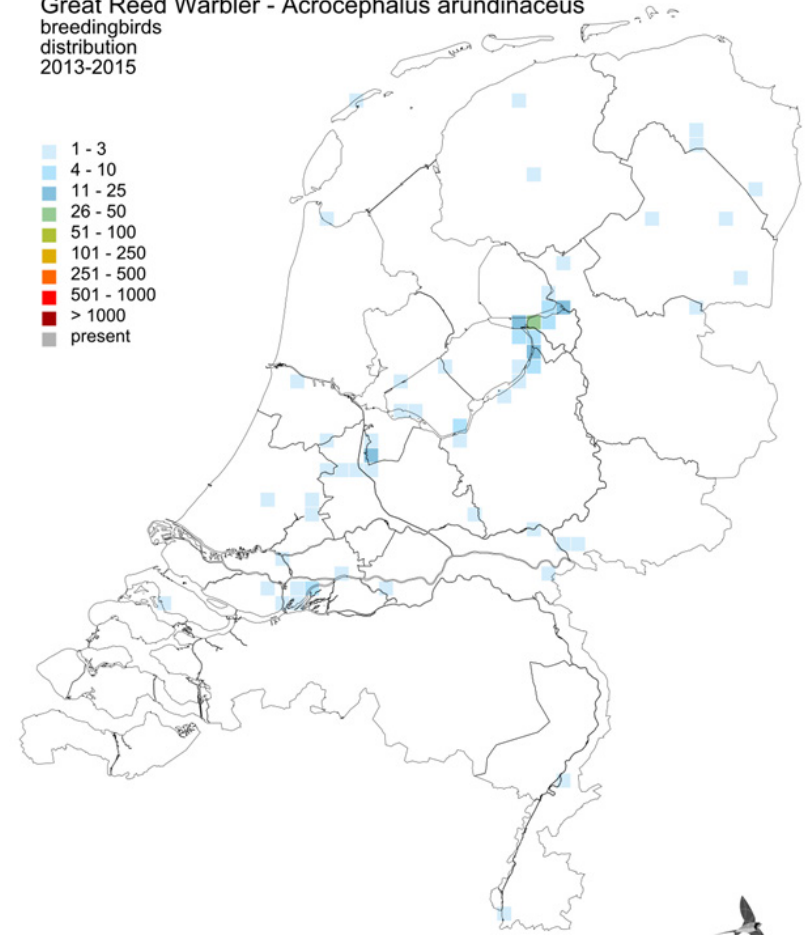 Great Reed Warbler - Acrocephalus arundinaceus
breedingbirds
distribution
2013-2015
1 - 3
4 - 10
11 - 25
26 - 50
51 - 100
101 - 250
251 - 500
501 - 1000
> 1000
present